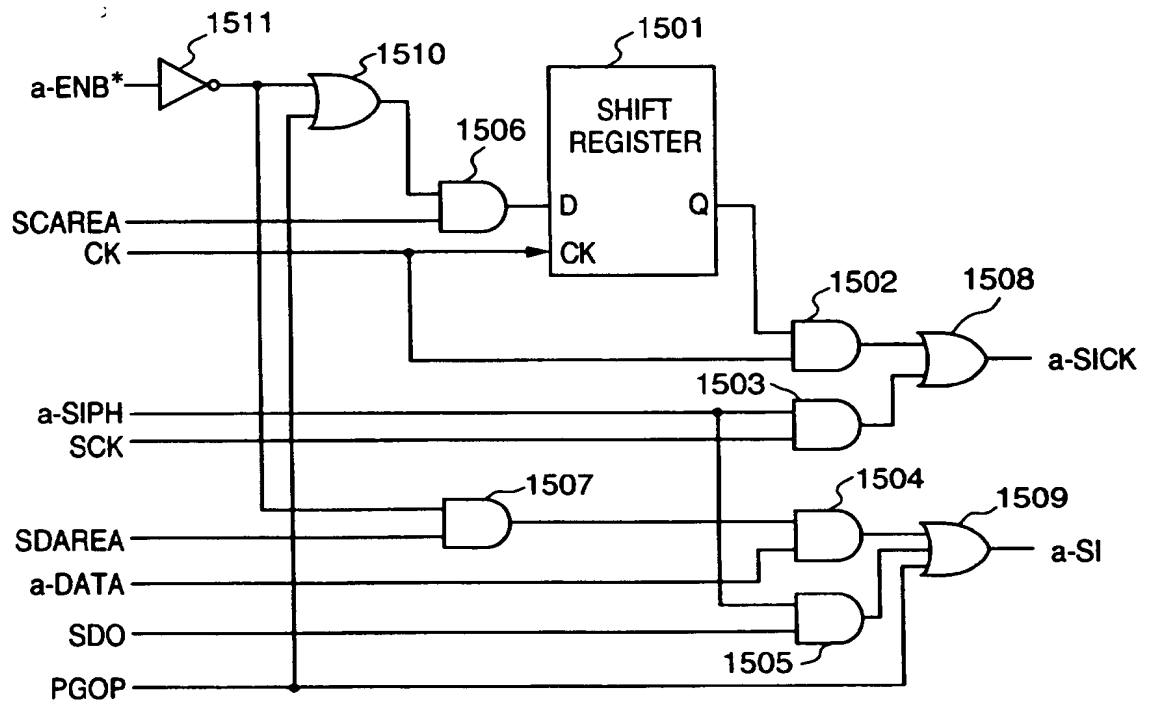 1511
1501
a-ENB*
1510
SHIFT
REGISTER
1506
D
Q
SCAREA
CK
CK
1502
1508
a-SICK
1503
a-SIPH
SCK
1507
1504
1509
SDAREA
a-SI
a-DATA
SDO
1505
PGOP